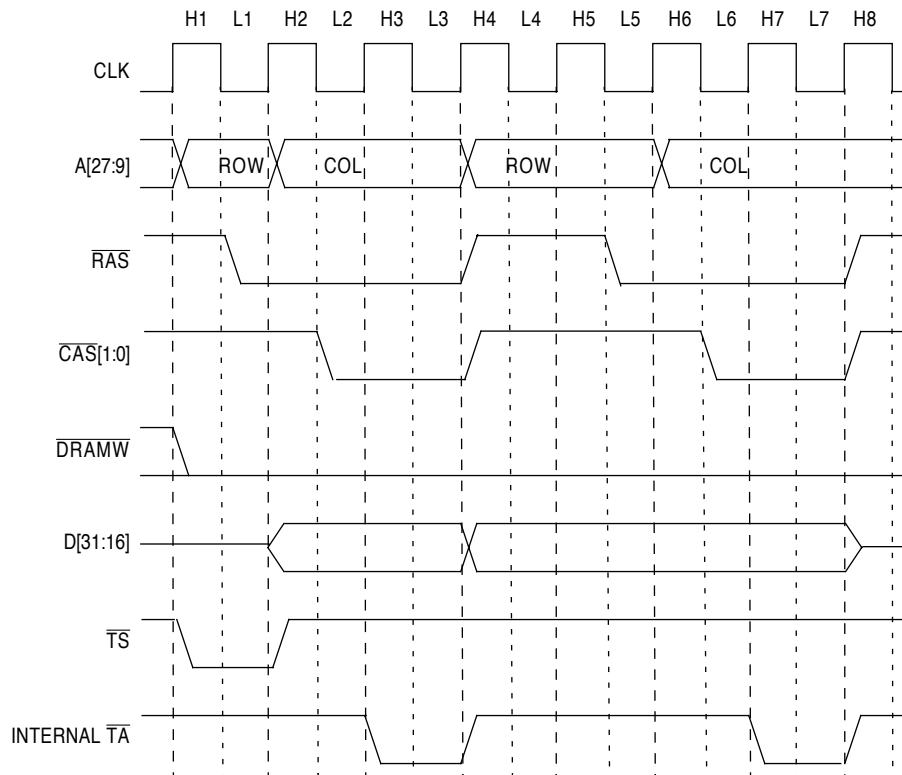 H1 L1 H2 L2 H3 L3 H4 L4 H5 L5 H6 L6 H7 L7 H8
CLK
A[27:9] ROW COL ROW COL
RAS
CAS[1:0]
DRAMW
D[31:16]
TS
INTERNAL TA